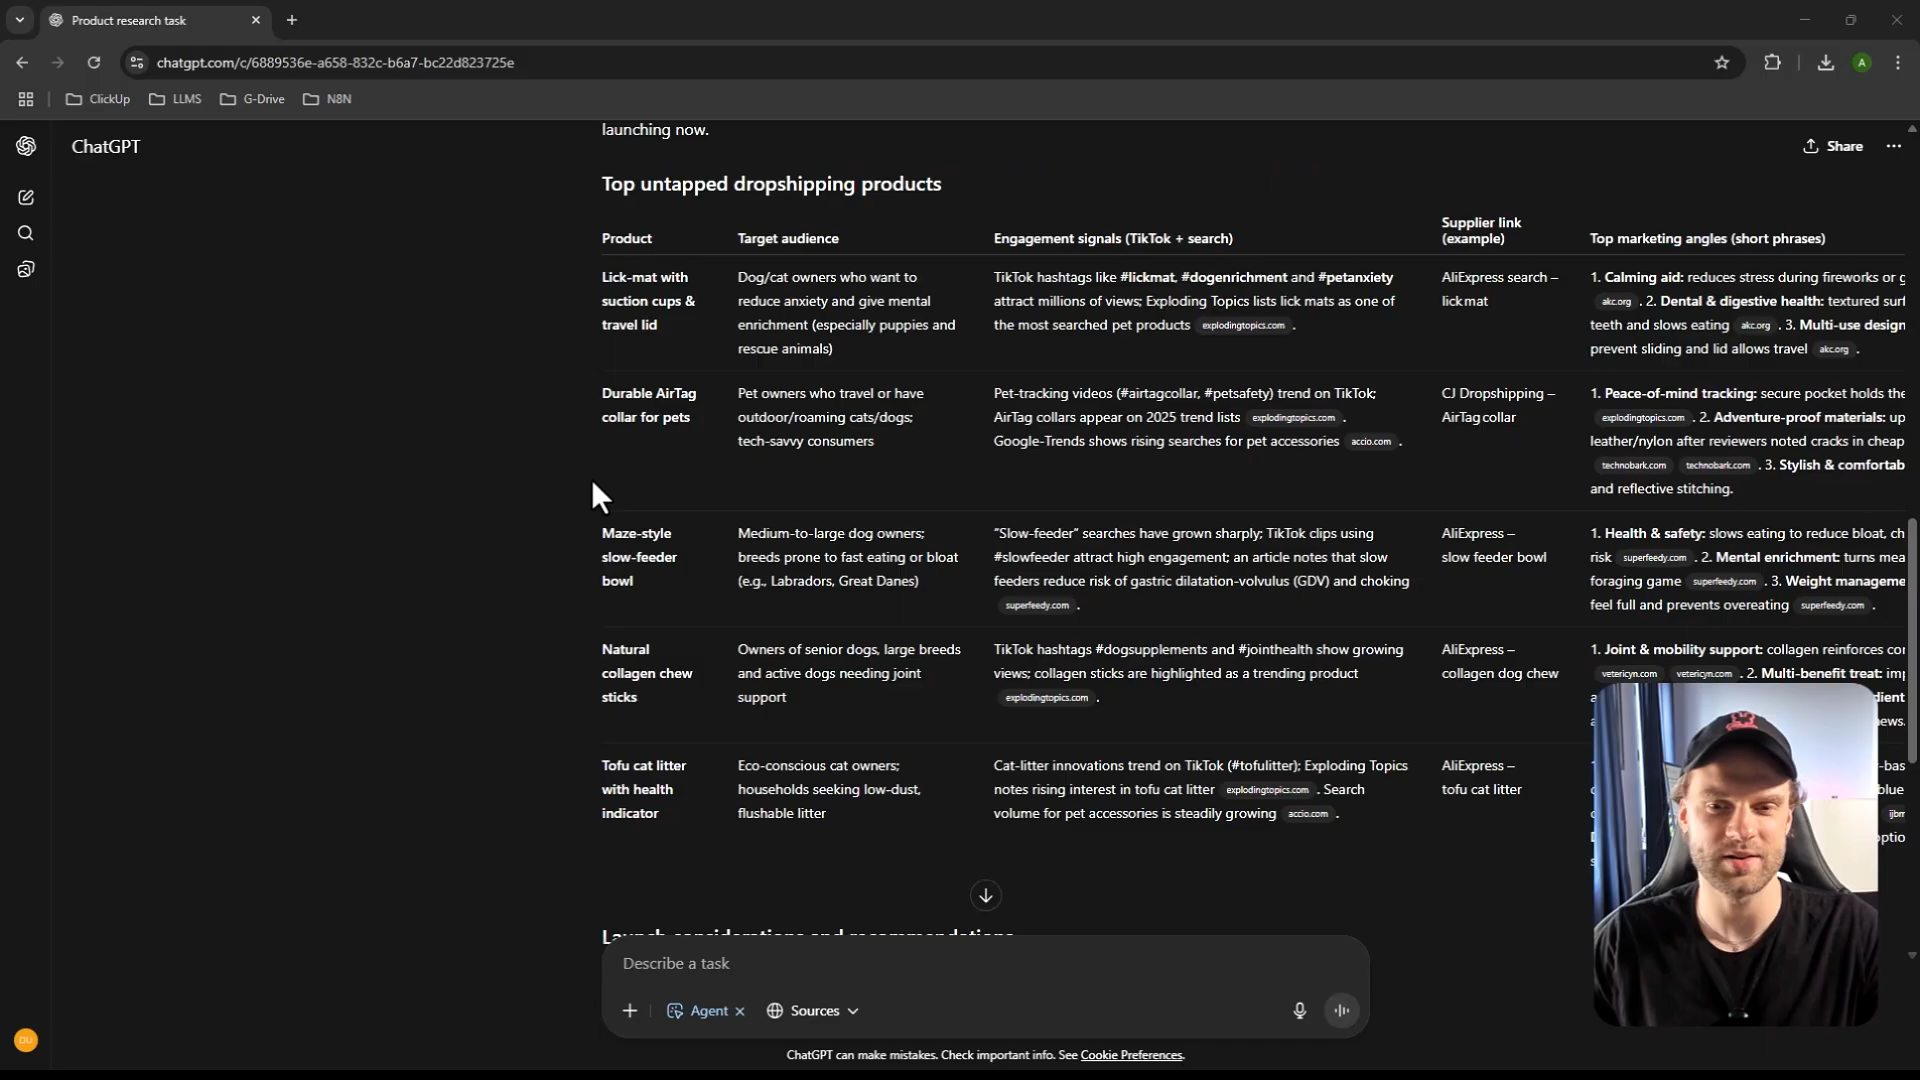 Product research task
chatgpt.com/c/6889536e-a658-832c-b6a7-bc22d823725e
A
ClickUp
LLMS
G-Drive
N8N
ChatGPT
Share
launching now.
Top untapped dropshipping products
Product
Target audience
Engagement signals (TikTok + search)
Supplier link
(example)
Top marketing angles (short phrases)
Lick-mat with
suction cups &
travel lid
Dog/cat owners who want to
reduce anxiety and give mental
enrichment (especially puppies and
rescue animals)
TikTok hashtags like #lickmat, #dogenrichment and #petanxiety
attract millions of views; Exploding Topics lists lick mats as one of
the most searched pet products explodingtopics.com .
AliExpress search –
lick mat
1. Calming aid: reduces stress during fireworks or
akc.org . 2. Dental & digestive health: textured
teeth and slows eating akc.org . 3. Multi-use design
prevent sliding and lid allows travel akc.org .
Durable AirTag
collar for pets
Pet owners who travel or have
outdoor/roaming cats/dogs;
tech-savvy consumers
Pet-tracking videos (#airtagcollar, #petsafety) trend on TikTok;
AirTag collars appear on 2025 trend lists explodingtopics.com .
Google-Trends shows rising searches for pet accessories accio.com .
CJ Dropshipping –
AirTag collar
1. Peace-of-mind tracking: secure pocket holds the
explodingtopics.com . 2. Adventure-proof materials: up
leather/nylon after reviewers noted cracks in cheap
technobark.com technobark.com . 3. Stylish & comfortab
and reflective stitching.
Maze-style
slow-feeder
bowl
Medium-to-large dog owners;
breeds prone to fast eating or bloat
(e.g., Labradors, Great Danes)
"Slow-feeder" searches have grown sharply; TikTok clips using
#slowfeeder attract high engagement; an article notes that slow
feeders reduce risk of gastric dilatation-volvulus (GDV) and choking
superfeedy.com .
AliExpress –
slow feeder bowl
1. Health & safety: slows eating to reduce bloat, ch
risk superfeedy.com . 2. Mental enrichment: turns mea
foraging game superfeedy.com . 3. Weight manageme
feel full and prevents overeating superfeedy.com .
Natural
collagen chew
sticks
Owners of senior dogs, large breeds
and active dogs needing joint
support
TikTok hashtags #dogsupplements and #jointhealth show growing
views; collagen sticks are highlighted as a trending product
explodingtopics.com .
AliExpress –
collagen dog chew
1. Joint & mobility support: collagen reinforces co
vetericyn.com vetericyn.com . 2. Multi-benefit treat: im
Tofu cat litter
with health
indicator
Eco-conscious cat owners;
households seeking low-dust,
flushable litter
Cat-litter innovations trend on TikTok (#tofulitter); Exploding Topics
notes rising interest in tofu cat litter explodingtopics.com . Search
volume for pet accessories is steadily growing accio.com .
AliExpress –
tofu cat litter
blue
Launch considerations and recommendations
Describe a task
Agent
Sources
DU
ChatGPT can make mistakes. Check important info. See Cookie Preferences.